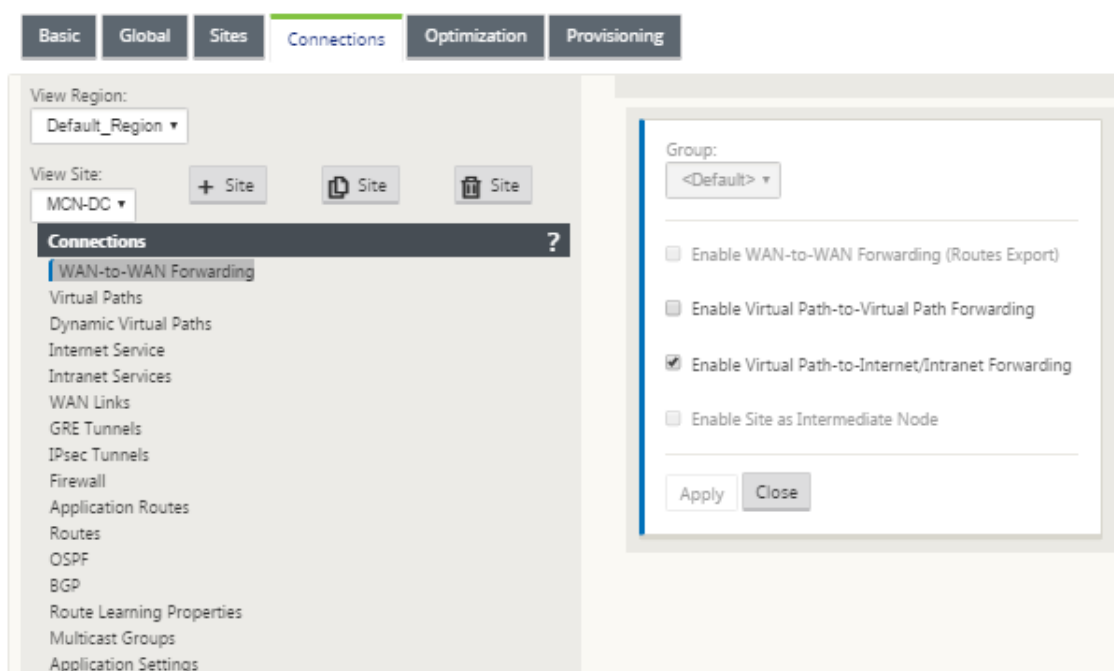 Basic Global Sites Connections Optimization Provisioning
View Region:
Default_Region
View Site:
MCN-DC
+ Site
Site
Site
Connections ?
WAN-to-WAN Forwarding
Virtual Paths
Dynamic Virtual Paths
Internet Service
Intranet Services
WAN Links
GRE Tunnels
IPsec Tunnels
Firewall
Application Routes
Routes
OSPF
BGP
Route Learning Properties
Multicast Groups
Application Settings
Group:
<Default>
Enable WAN-to-WAN Forwarding (Routes Export)
Enable Virtual Path-to-Virtual Path Forwarding
Enable Virtual Path-to-Internet/Intranet Forwarding
Enable Site as Intermediate Node
Apply Close